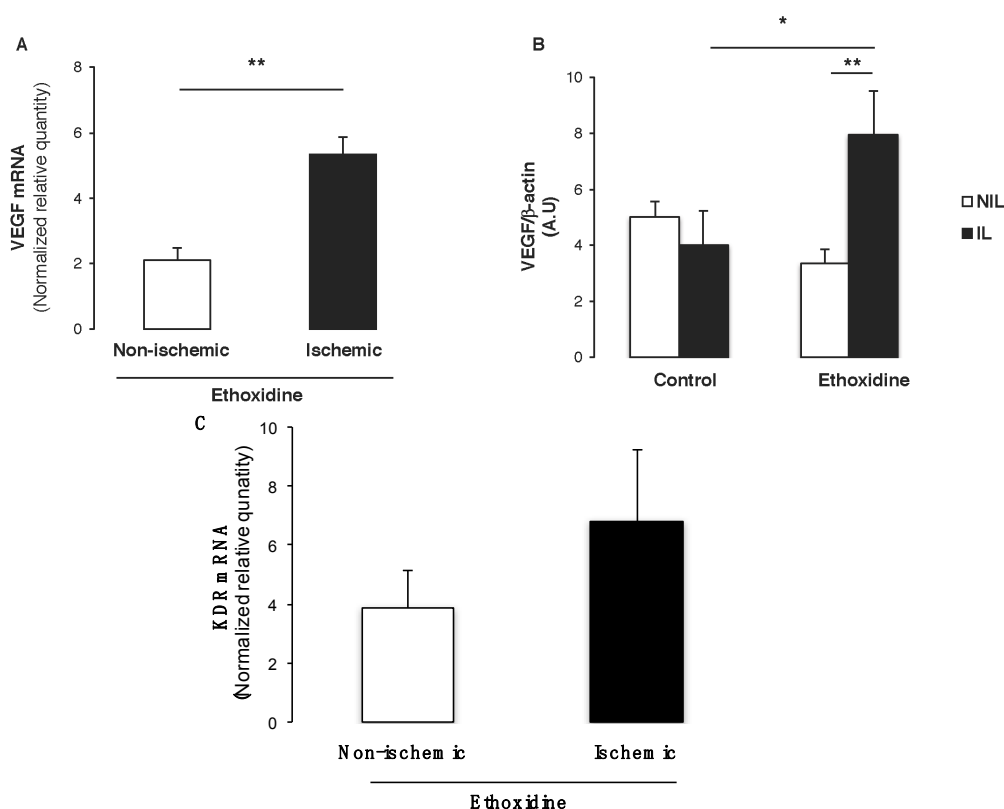 A
VEGF mRNA
(Normalized relative quantity)
8
6
4
2
0
**
Non-ischemic
Ischemic
Ethoxidine
B
VEGF/β-actin
(A.U)
10
8
6
4
2
0
*
**
Control
Ethoxidine
NIL
IL
C
KDR mRNA
(Normalized relative qunatity)
10
8
6
4
2
0
Non-ischemic
Ischemic
Ethoxidine